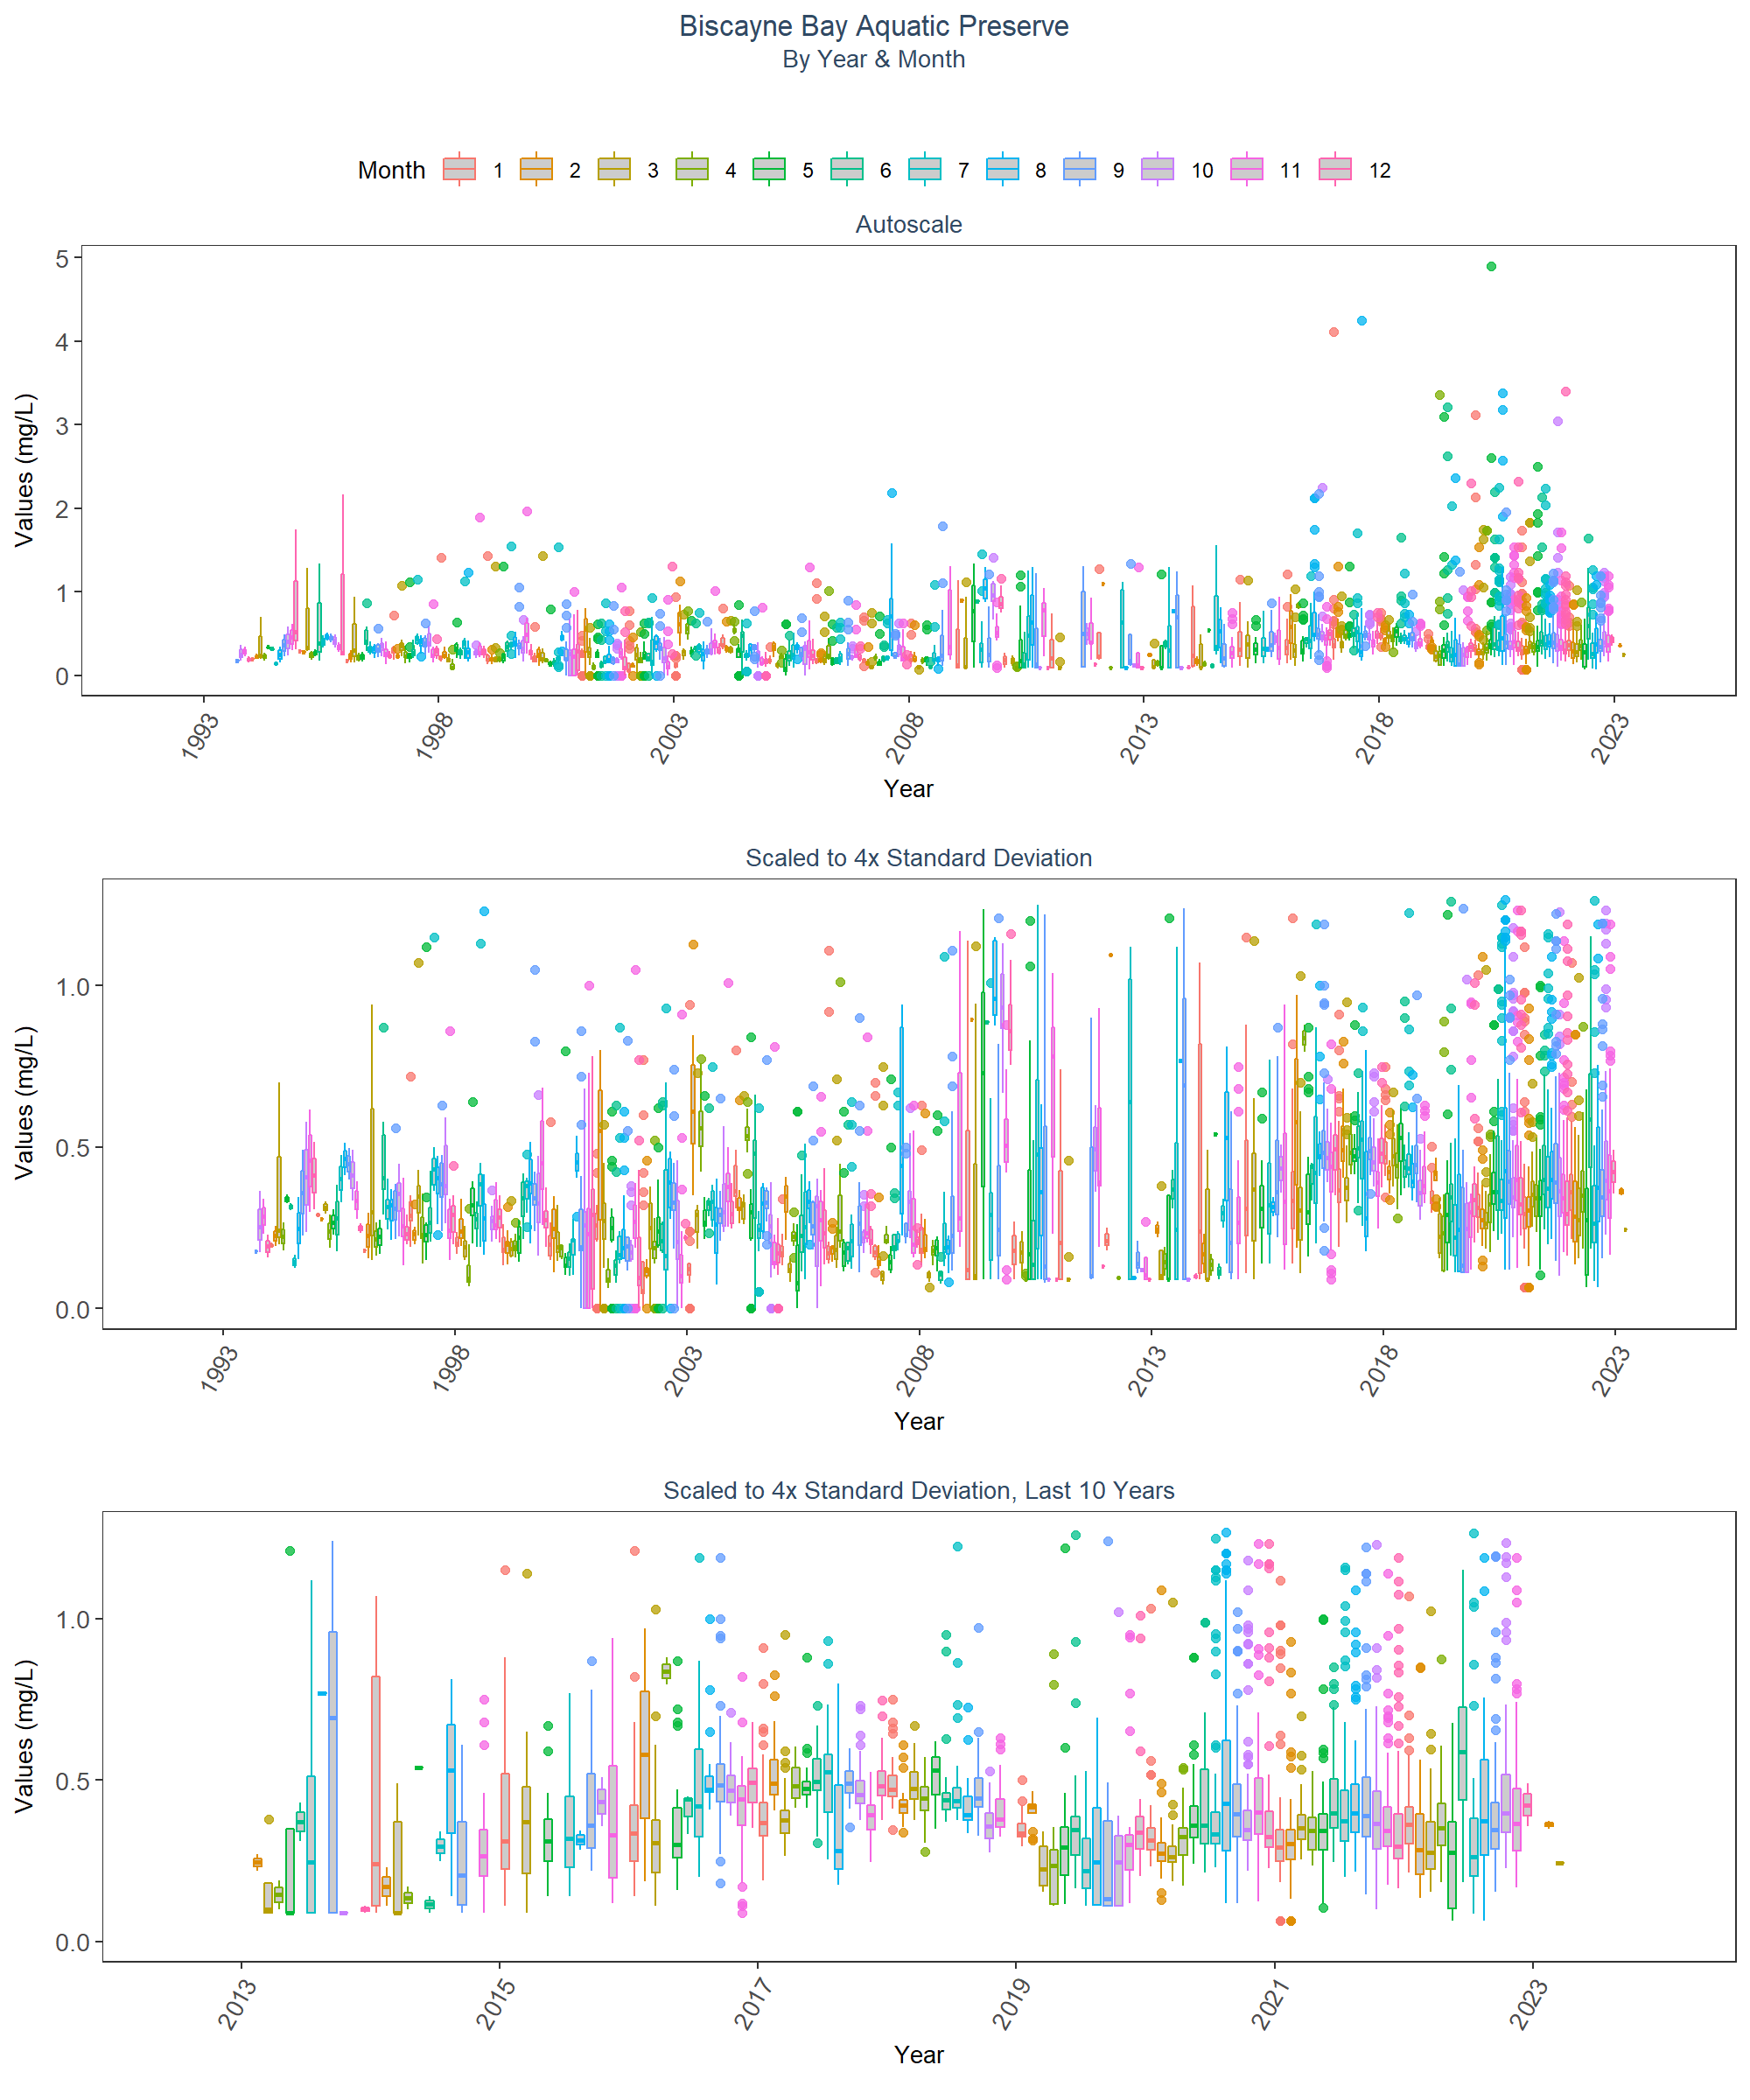 Biscayne Bay Aquatic Preserve
By Year & Month
Month 1 2 3 4 5 6 7 8 9 10 11 12
Autoscale
5
4
3
2
1
0
Values (mg/L)
1993 1998 2003 2008 2013 2018 2023
Year
Scaled to 4x Standard Deviation
1.0
0.5
0.0
Values (mg/L)
1993 1998 2003 2008 2013 2018 2023
Year
Scaled to 4x Standard Deviation, Last 10 Years
1.0
0.5
0.0
Values (mg/L)
2013 2015 2017 2019 2021 2023
Year